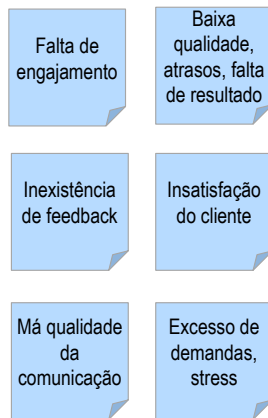 Falta de
engajamento
Baixa
qualidade,
atrasos, falta
de resultado
Inexistência
de feedback
Insatisfação
do cliente
Má qualidade
da
comunicação
Excesso de
demandas,
stress